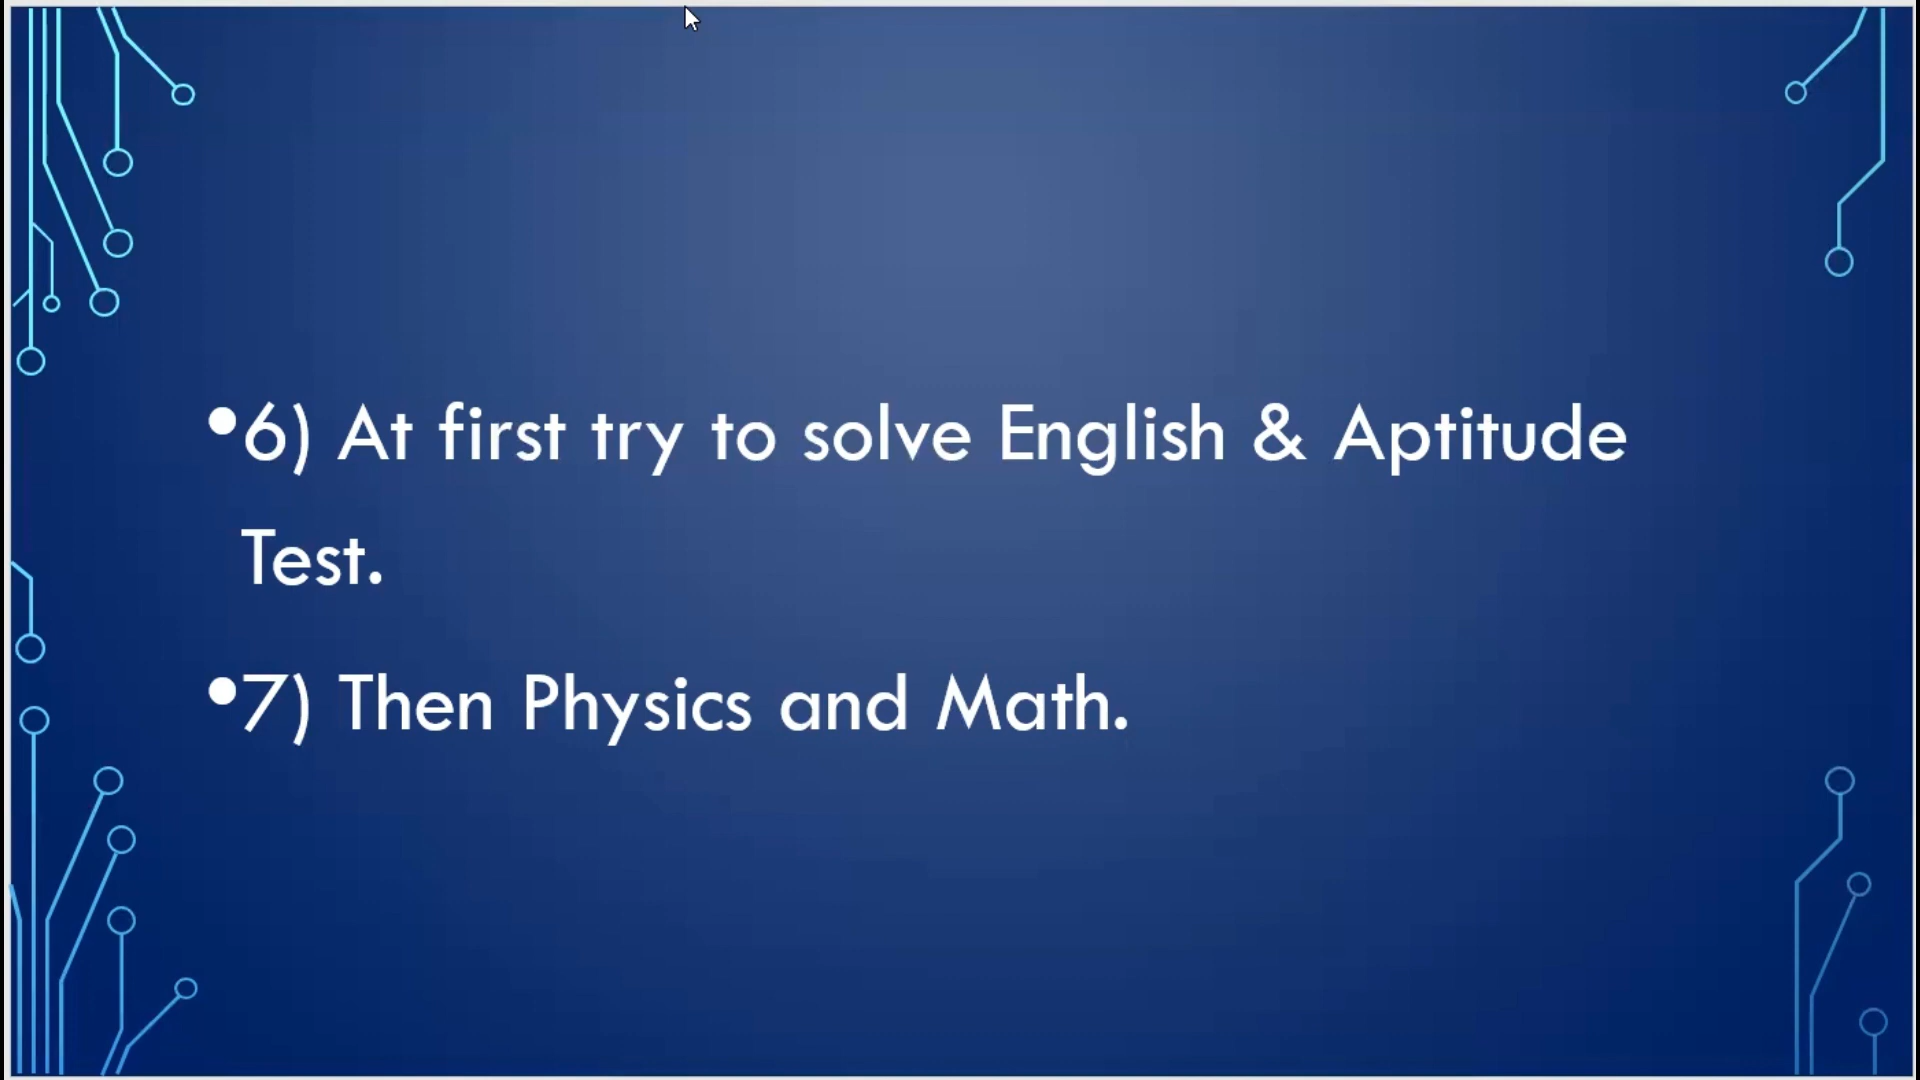 •6) At first try to solve English & Aptitude
Test.
•7) Then Physics and Math.